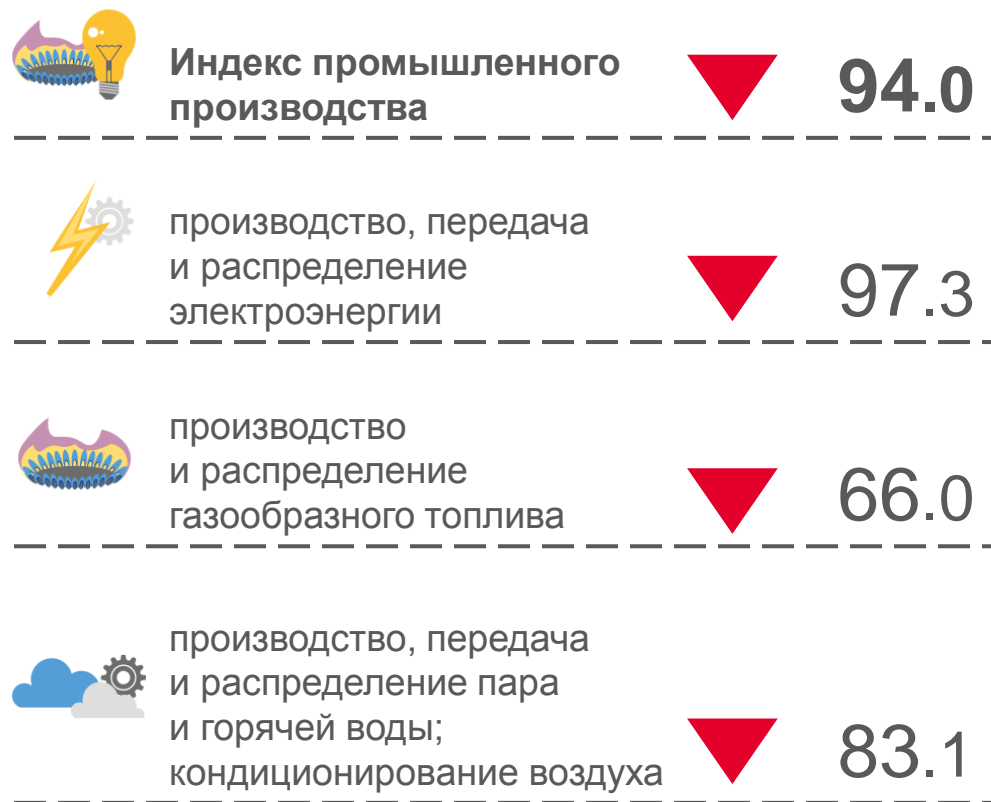 Индекс промышленного
производства
94.0
производство, передача
и распределение
электроэнергии
97.3
производство
и распределение
газообразного топлива
66.0
производство, передача
и распределение пара
и горячей воды;
кондиционирование воздуха
83.1